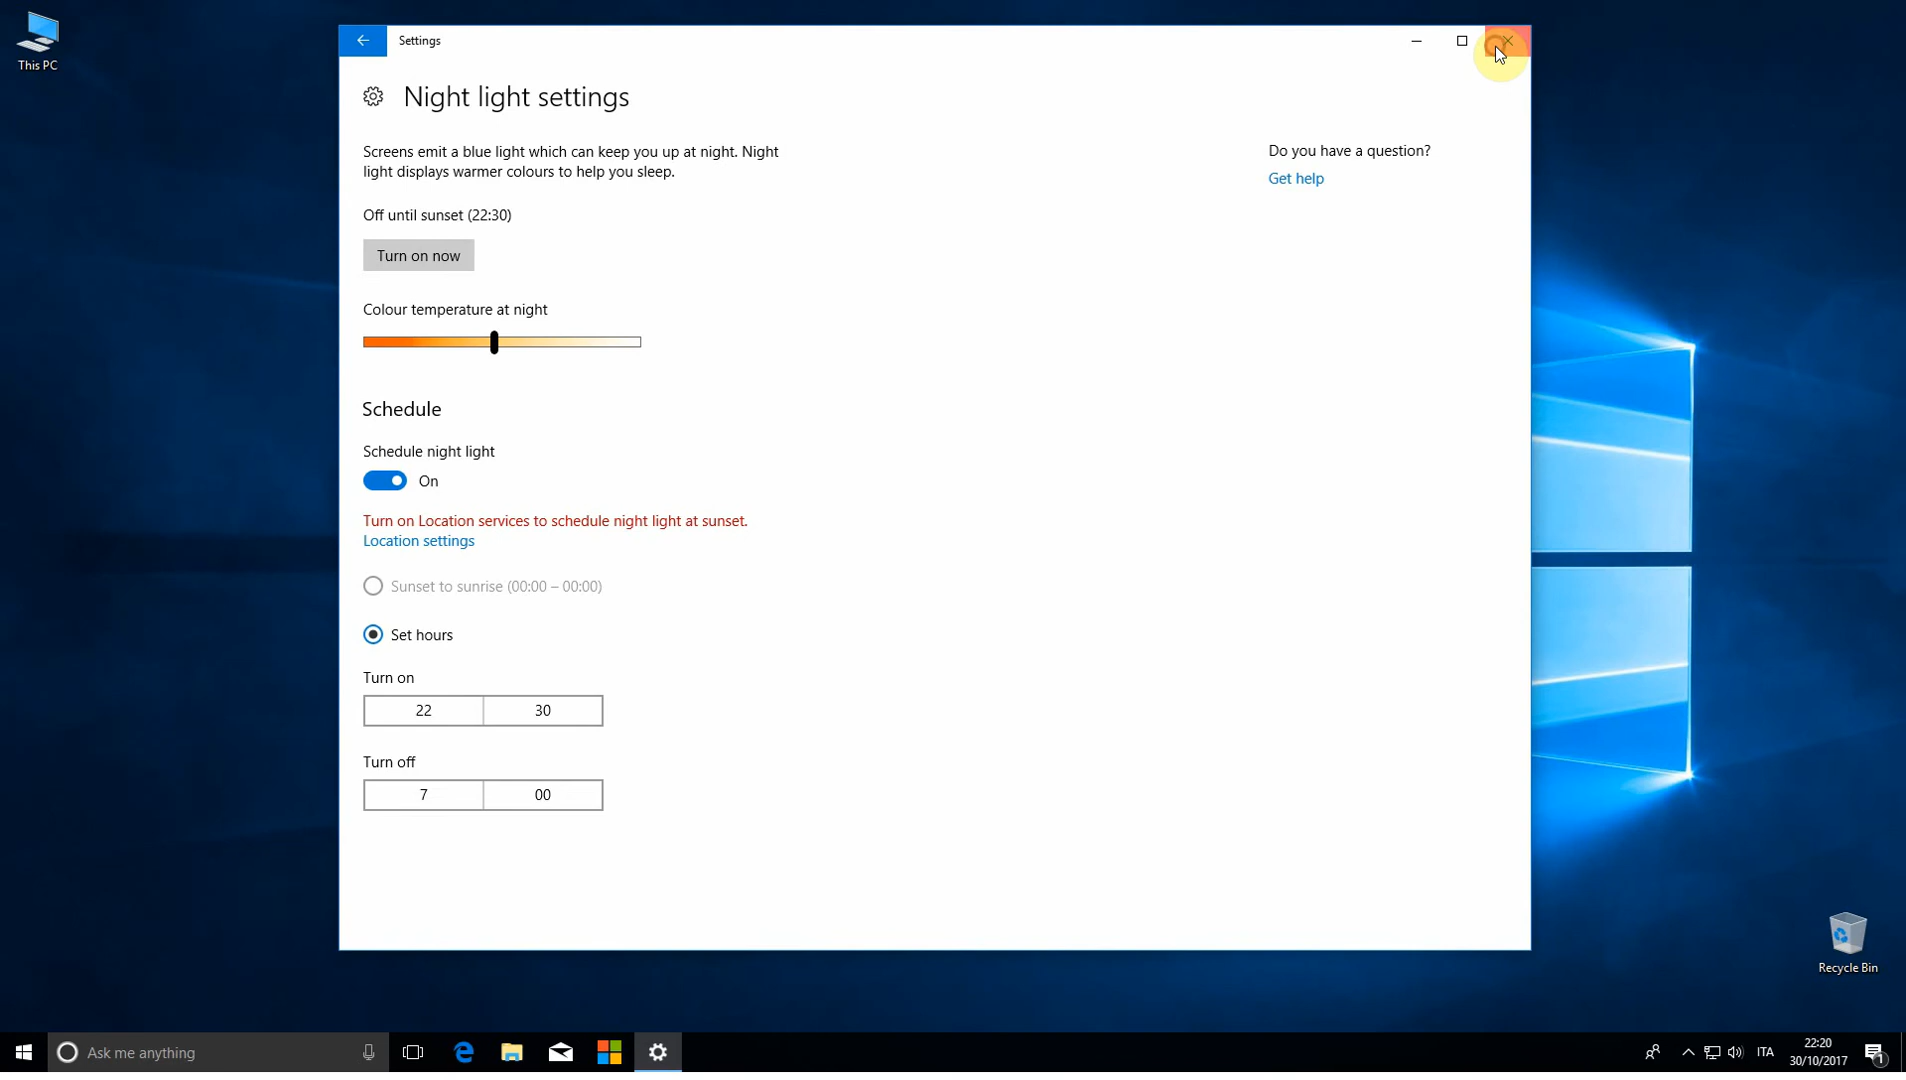 This PC
Settings
Night light settings
Screens emit a blue light which can keep you up at night. Night
light displays warmer colours to help you sleep.
Do you have a question?
Get help
Off until sunset (22:30)
Turn on now
Colour temperature at night
Schedule
Schedule night light
On
Turn on Location services to schedule night light at sunset.
Location settings
Sunset to sunrise (00:00 – 00:00)
Set hours
Turn on
22 30
Turn off
7 00
Recycle Bin
Ask me anything
ITA
22:20
30/10/2017
1